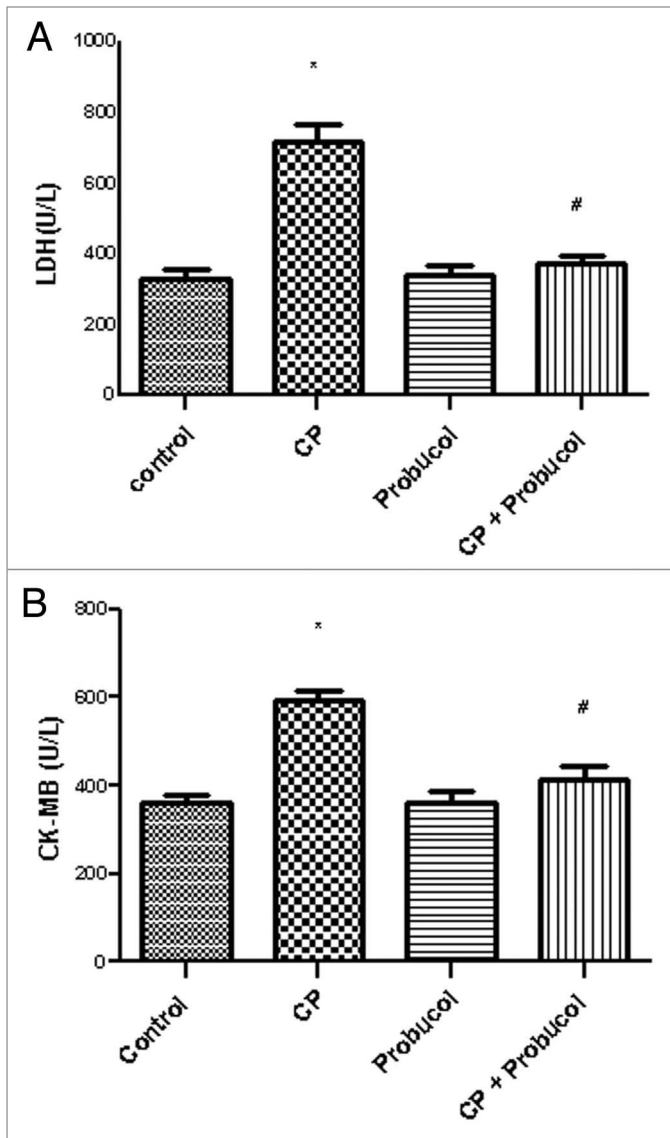 A
1000
800
600
400
200
0
LDH(U/L)
*
#
control
CP
Probucol
CP + Probucol
B
800
600
400
200
0
CK-MB (U/L)
*
#
Control
CP
Probucol
CP + Probucol